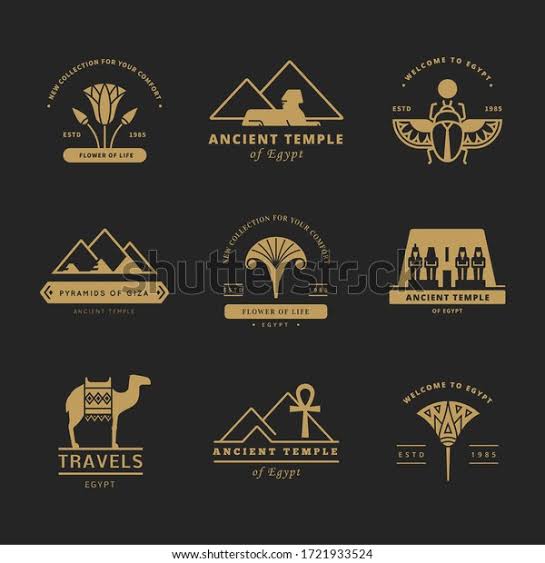 NEW COLLECTION FOR YOUR COMFORT
ESTD 1985
FLOWER OF LIFE
ANCIENT TEMPLE
of Egypt
• WELCOME TO EGYPT •
ESTD 1985
PYRAMIDS OF GIZA
ANCIENT TEMPLE
NEW COLLECTION FOR YOUR COMFORT
ESTD 1985
FLOWER OF LIFE
• EGYPT •
ANCIENT TEMPLE
OF EGYPT
TRAVELS
EGYPT
ANCIENT TEMPLE
of Egypt
WELCOME TO EGYPT
ESTD 1985
shutterstock
shutterstock.com · 1721933524